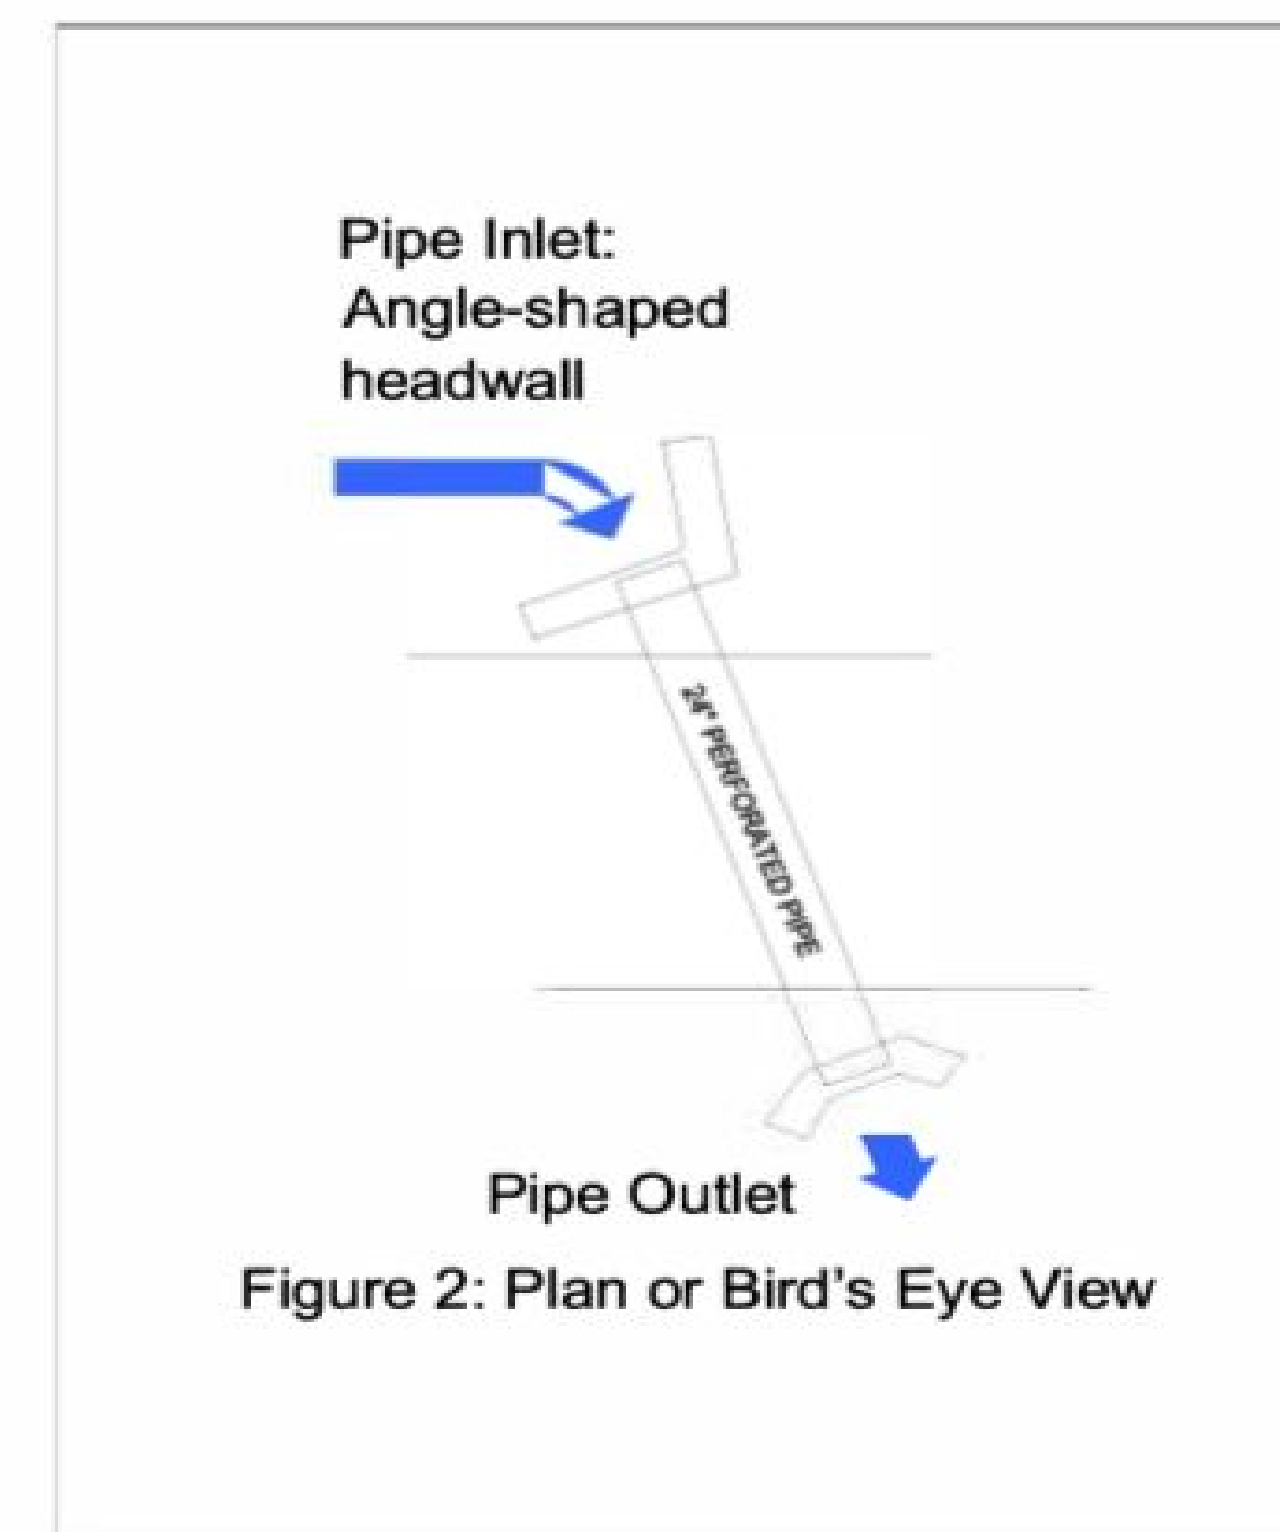 Pipe Inlet:
Angle-shaped
headwall
24" PERFORATED PIPE
Pipe Outlet
Figure 2: Plan or Bird's Eye View